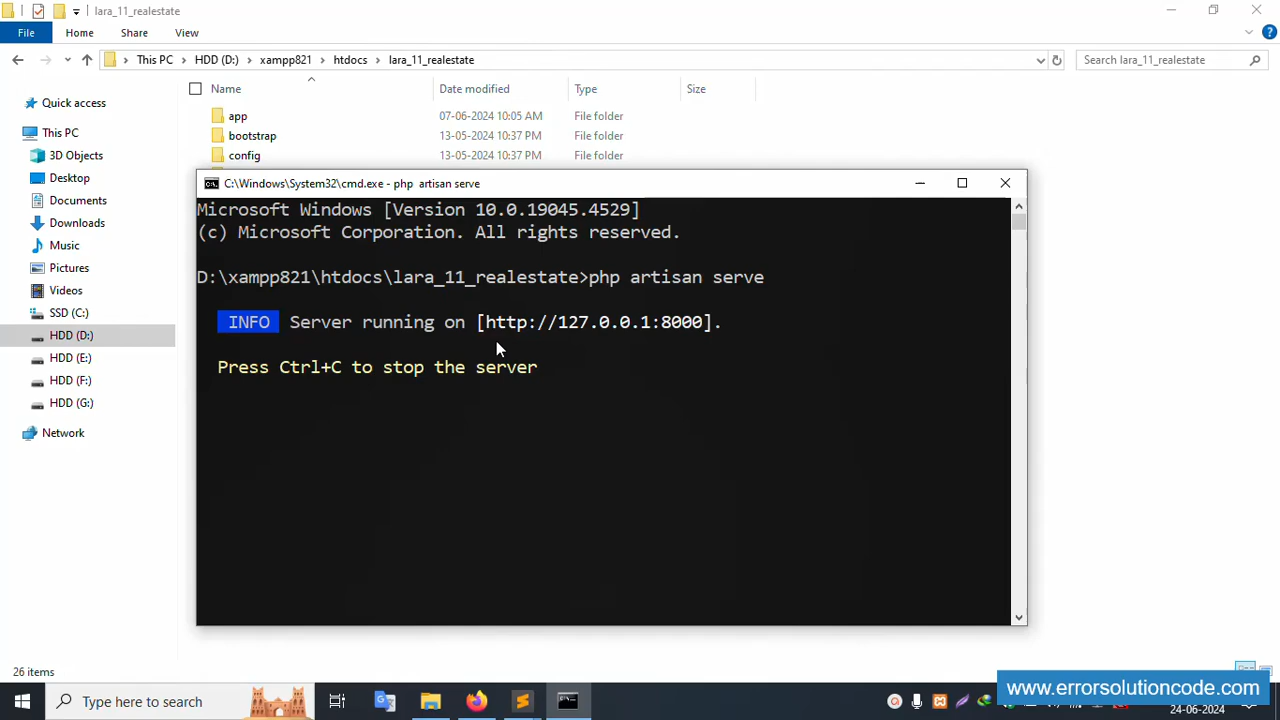 lara_11_realestate
File
Home
Share
View
This PC
HDD (D:)
xampp821
htdocs
lara_11_realestate
Search lara_11_realestate
Name
Date modified
Type
Size
Quick access
This PC
3D Objects
Desktop
Documents
Downloads
Music
Pictures
Videos
SSD (C:)
HDD (D:)
HDD (E:)
HDD (F:)
HDD (G:)
Network
app
07-06-2024 10:05 AM
File folder
bootstrap
13-05-2024 10:37 PM
File folder
config
13-05-2024 10:37 PM
File folder
C:\Windows\System32\cmd.exe - php artisan serve
Microsoft Windows [Version 10.0.19045.4529]
(c) Microsoft Corporation. All rights reserved.
D:\xampp821\htdocs\lara_11_realestate>php artisan serve
INFO Server running on [http://127.0.0.1:8000].
Press Ctrl+C to stop the server
26 items
www.errorsolutioncode.com
Type here to search
24-06-2024